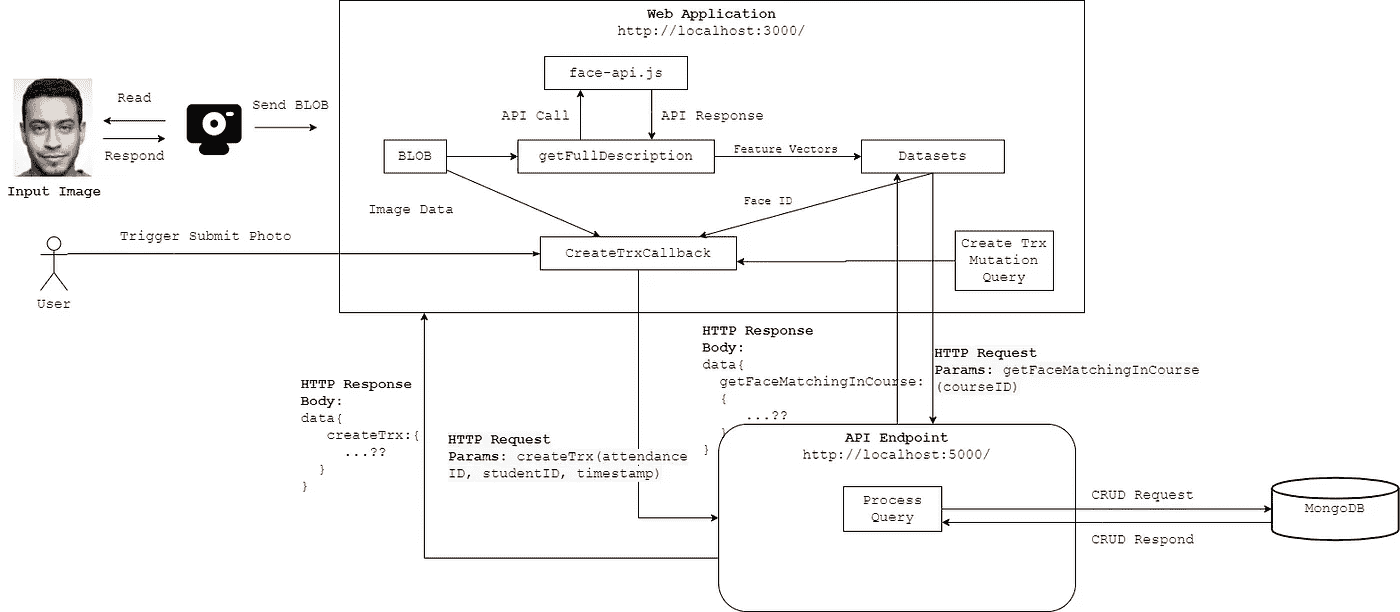 Web Application
http://localhost:3000/
face-api.js
Read
Send BLOB
API Call
API Response
Respond
BLOB
getFullDescription
Feature Vectors
Datasets
Input Image
Image Data
Face ID
Trigger Submit Photo
CreateTrxCallback
Create Trx
Mutation
Query
User
HTTP Response
Body:
data{
getFaceMatchingInCourse:
{
...??
}
}
HTTP Request
Params: getFaceMatchingInCourse
(courseID)
HTTP Response
Body:
data{
createTrx:{
...??
}
}
HTTP Request
Params: createTrx(attendance
ID, studentID, timestamp)
API Endpoint
http://localhost:5000/
Process
Query
CRUD Request
MongoDB
CRUD Respond